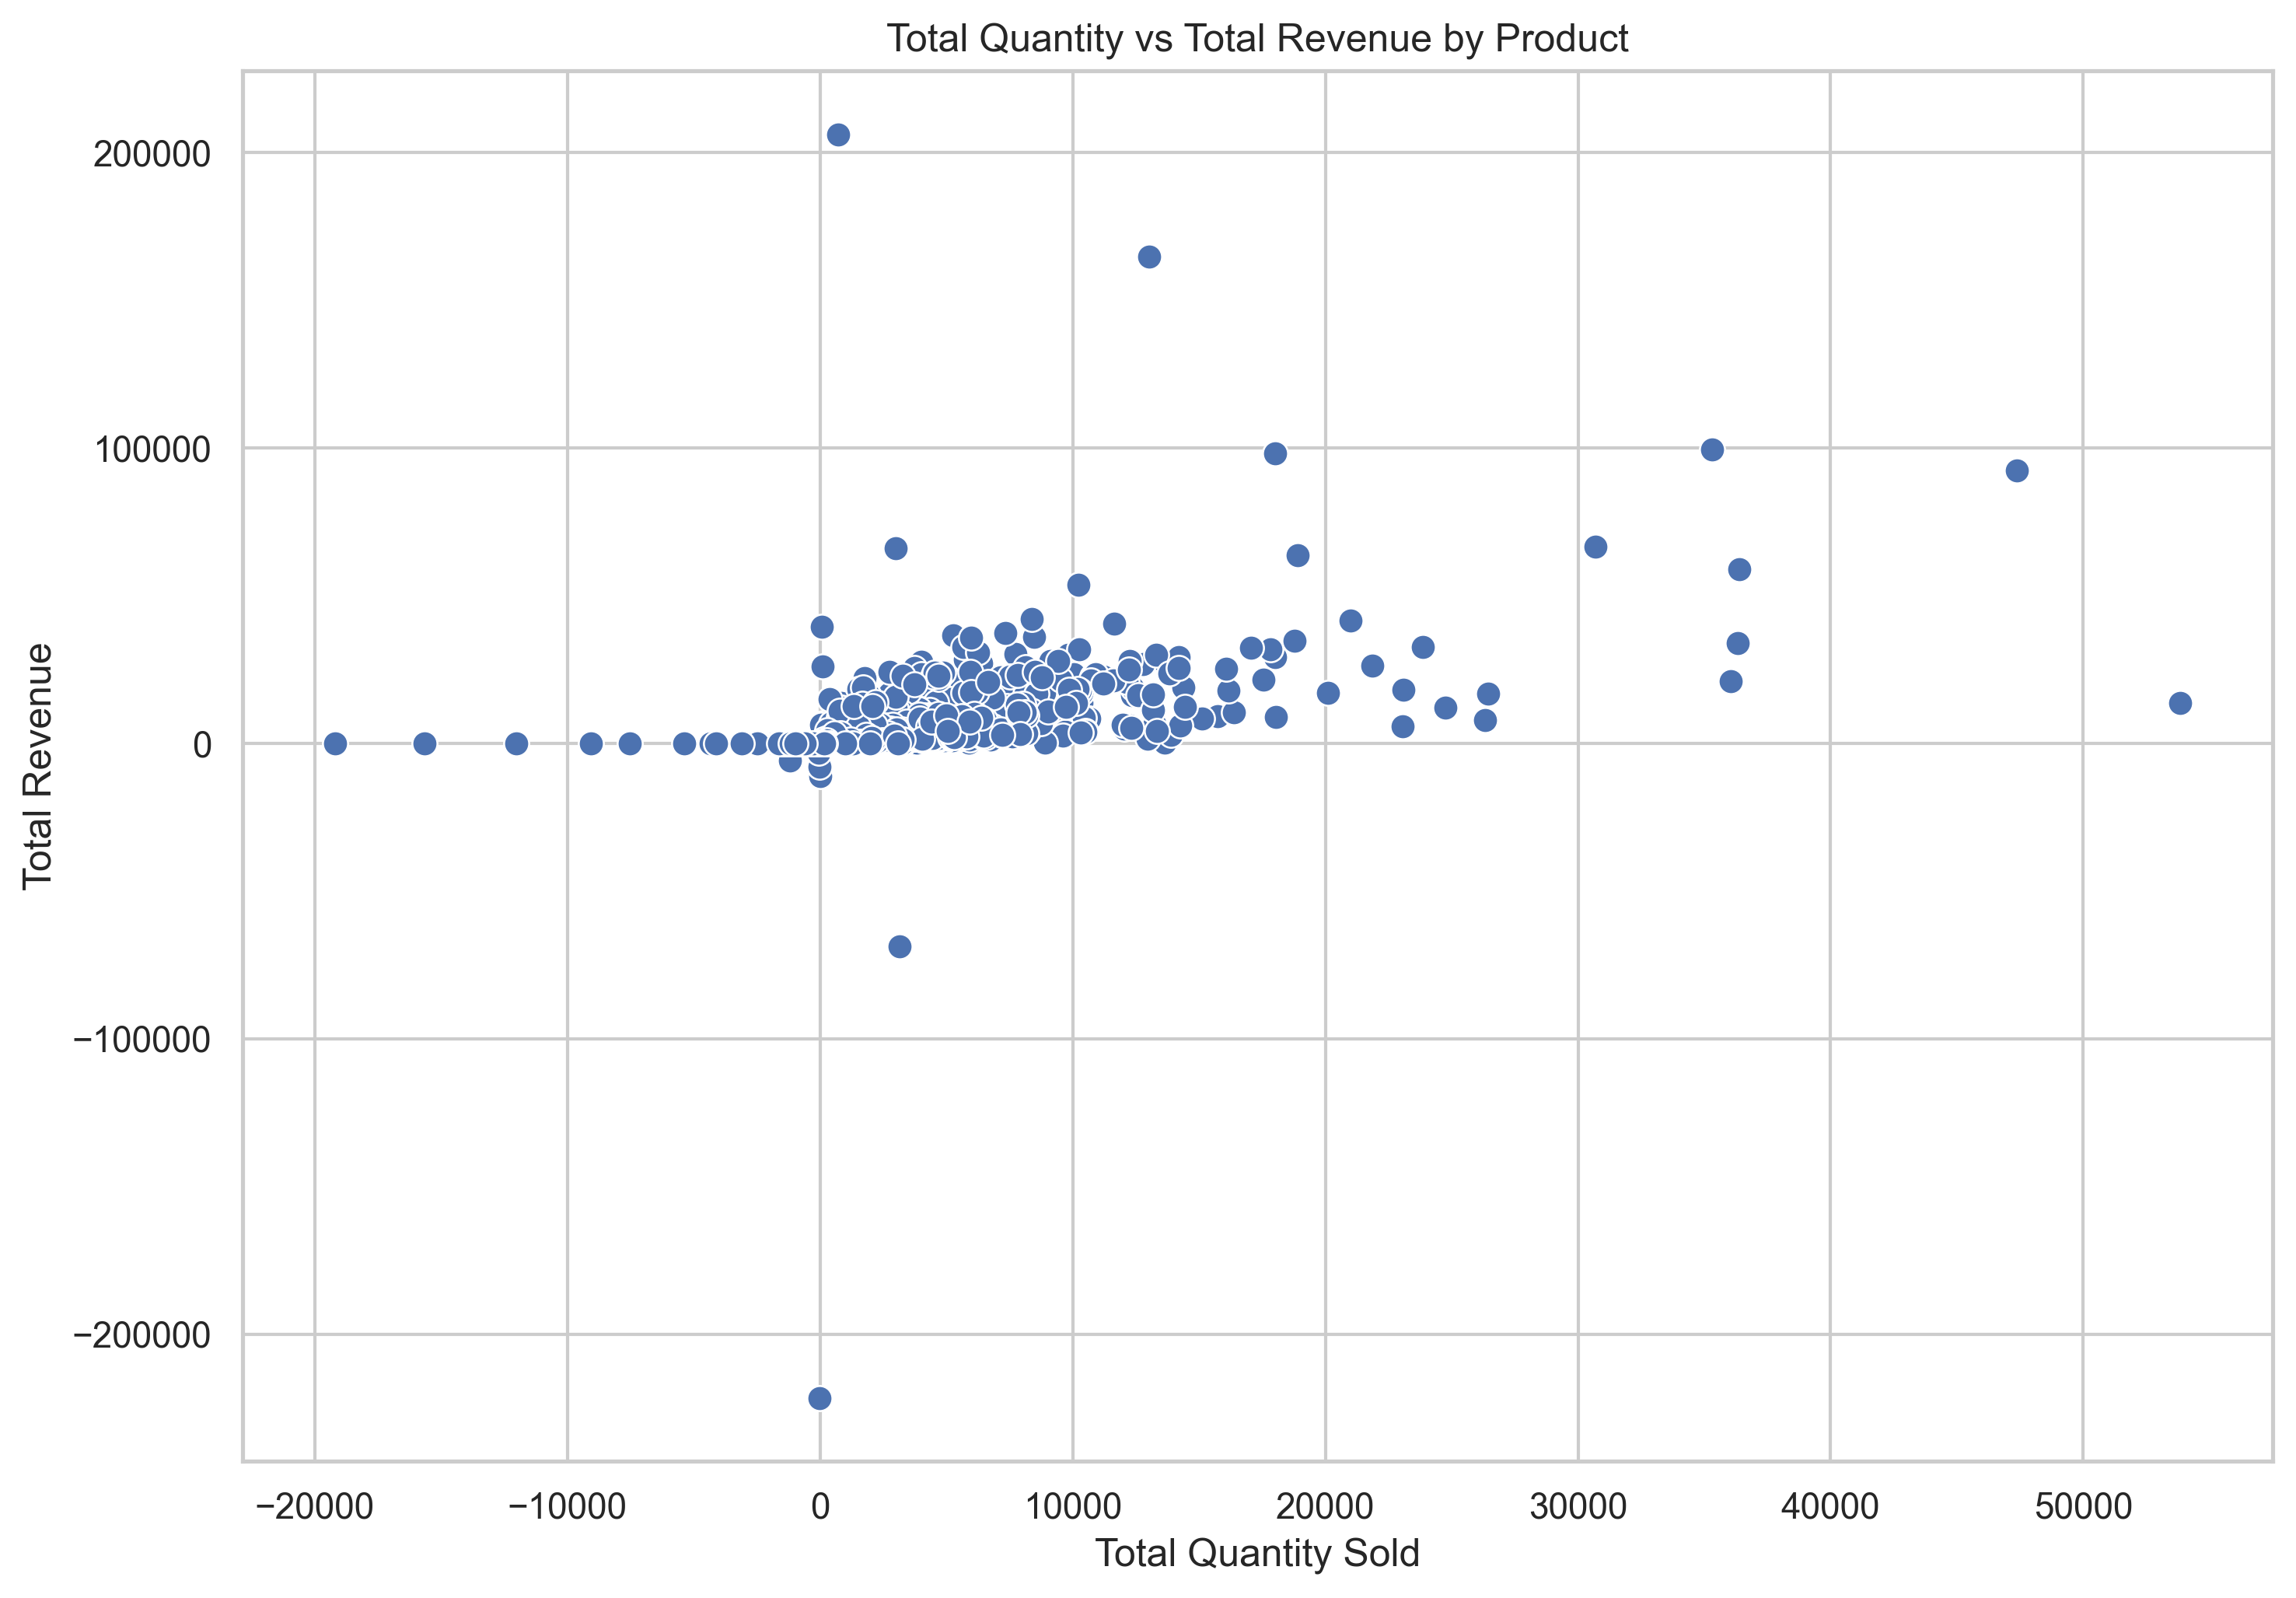 Total Quantity vs Total Revenue by Product
200000
100000
0
−100000
−200000
Total Revenue
−20000 −10000 0 10000 20000 30000 40000 50000
Total Quantity Sold